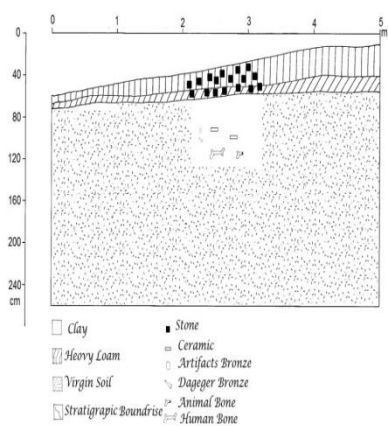 0 1 2 3 4 5
m
0
40
80
120
160
200
240
cm
Clay
Heovy Loam
Virgin Soil
Stratigrapic Boundrise
Stone
Ceramic
Artifacts Bronze
Dageger Bronze
Animal Bone
Human Bone